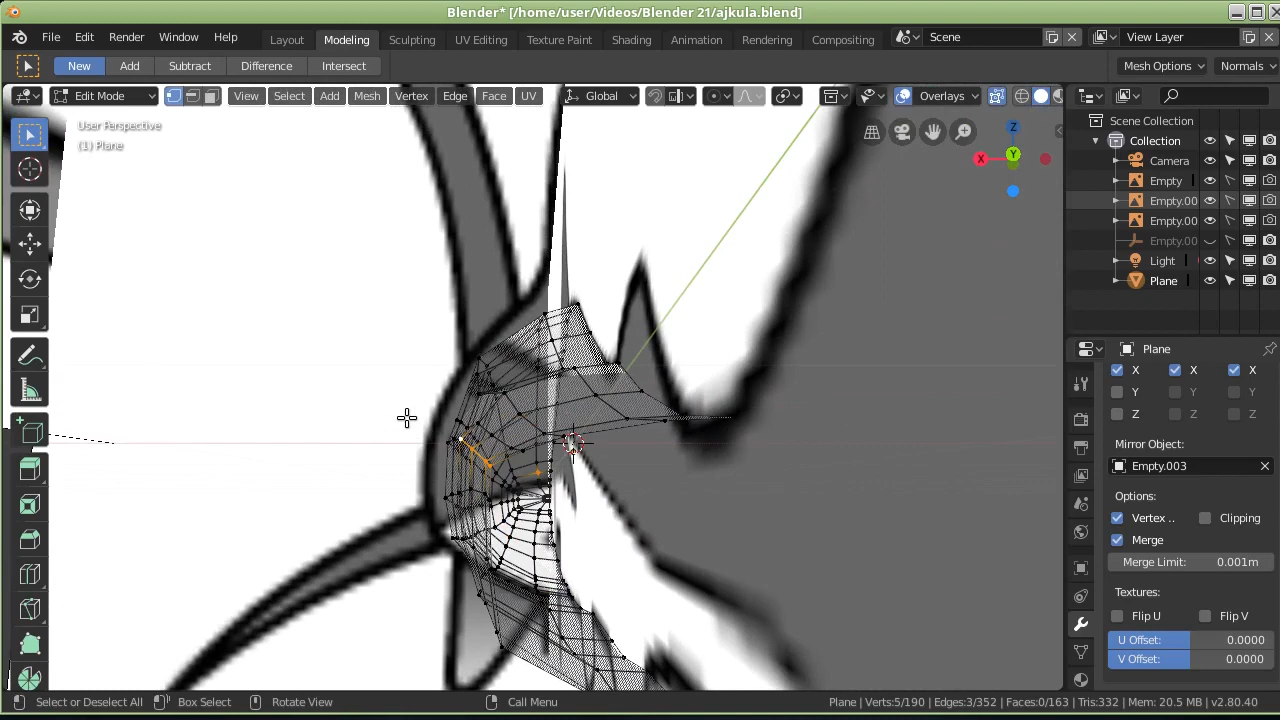 Blender* [/home/user/Videos/Blender 21/ajkula.blend]
File Edit Render Window Help Layout Modeling Sculpting UV Editing Texture Paint Shading Animation Rendering Compositing Scene View Layer
New Add Subtract Difference Intersect Mesh Options Normals
Edit Mode View Select Add Mesh Vertex Edge Face UV Global Overlays
User Perspective
(1) Plane
Z
Y
X
Scene Collection
Collection
Camera
Empty
Empty.00
Empty.00
Empty.00
Light
Plane
Plane
X X X
Y Y Y
Z Z Z
Mirror Object:
Empty.003
Options:
Vertex .. Clipping
Merge
Merge Limit: 0.001m
Textures:
Flip U Flip V
U Offset: 0.0000
V Offset: 0.0000
Select or Deselect All Box Select Rotate View Call Menu Plane | Verts:5/190 | Edges:3/352 | Faces:0/163 | Tris:332 | Mem: 20.5 MB | v2.80.40